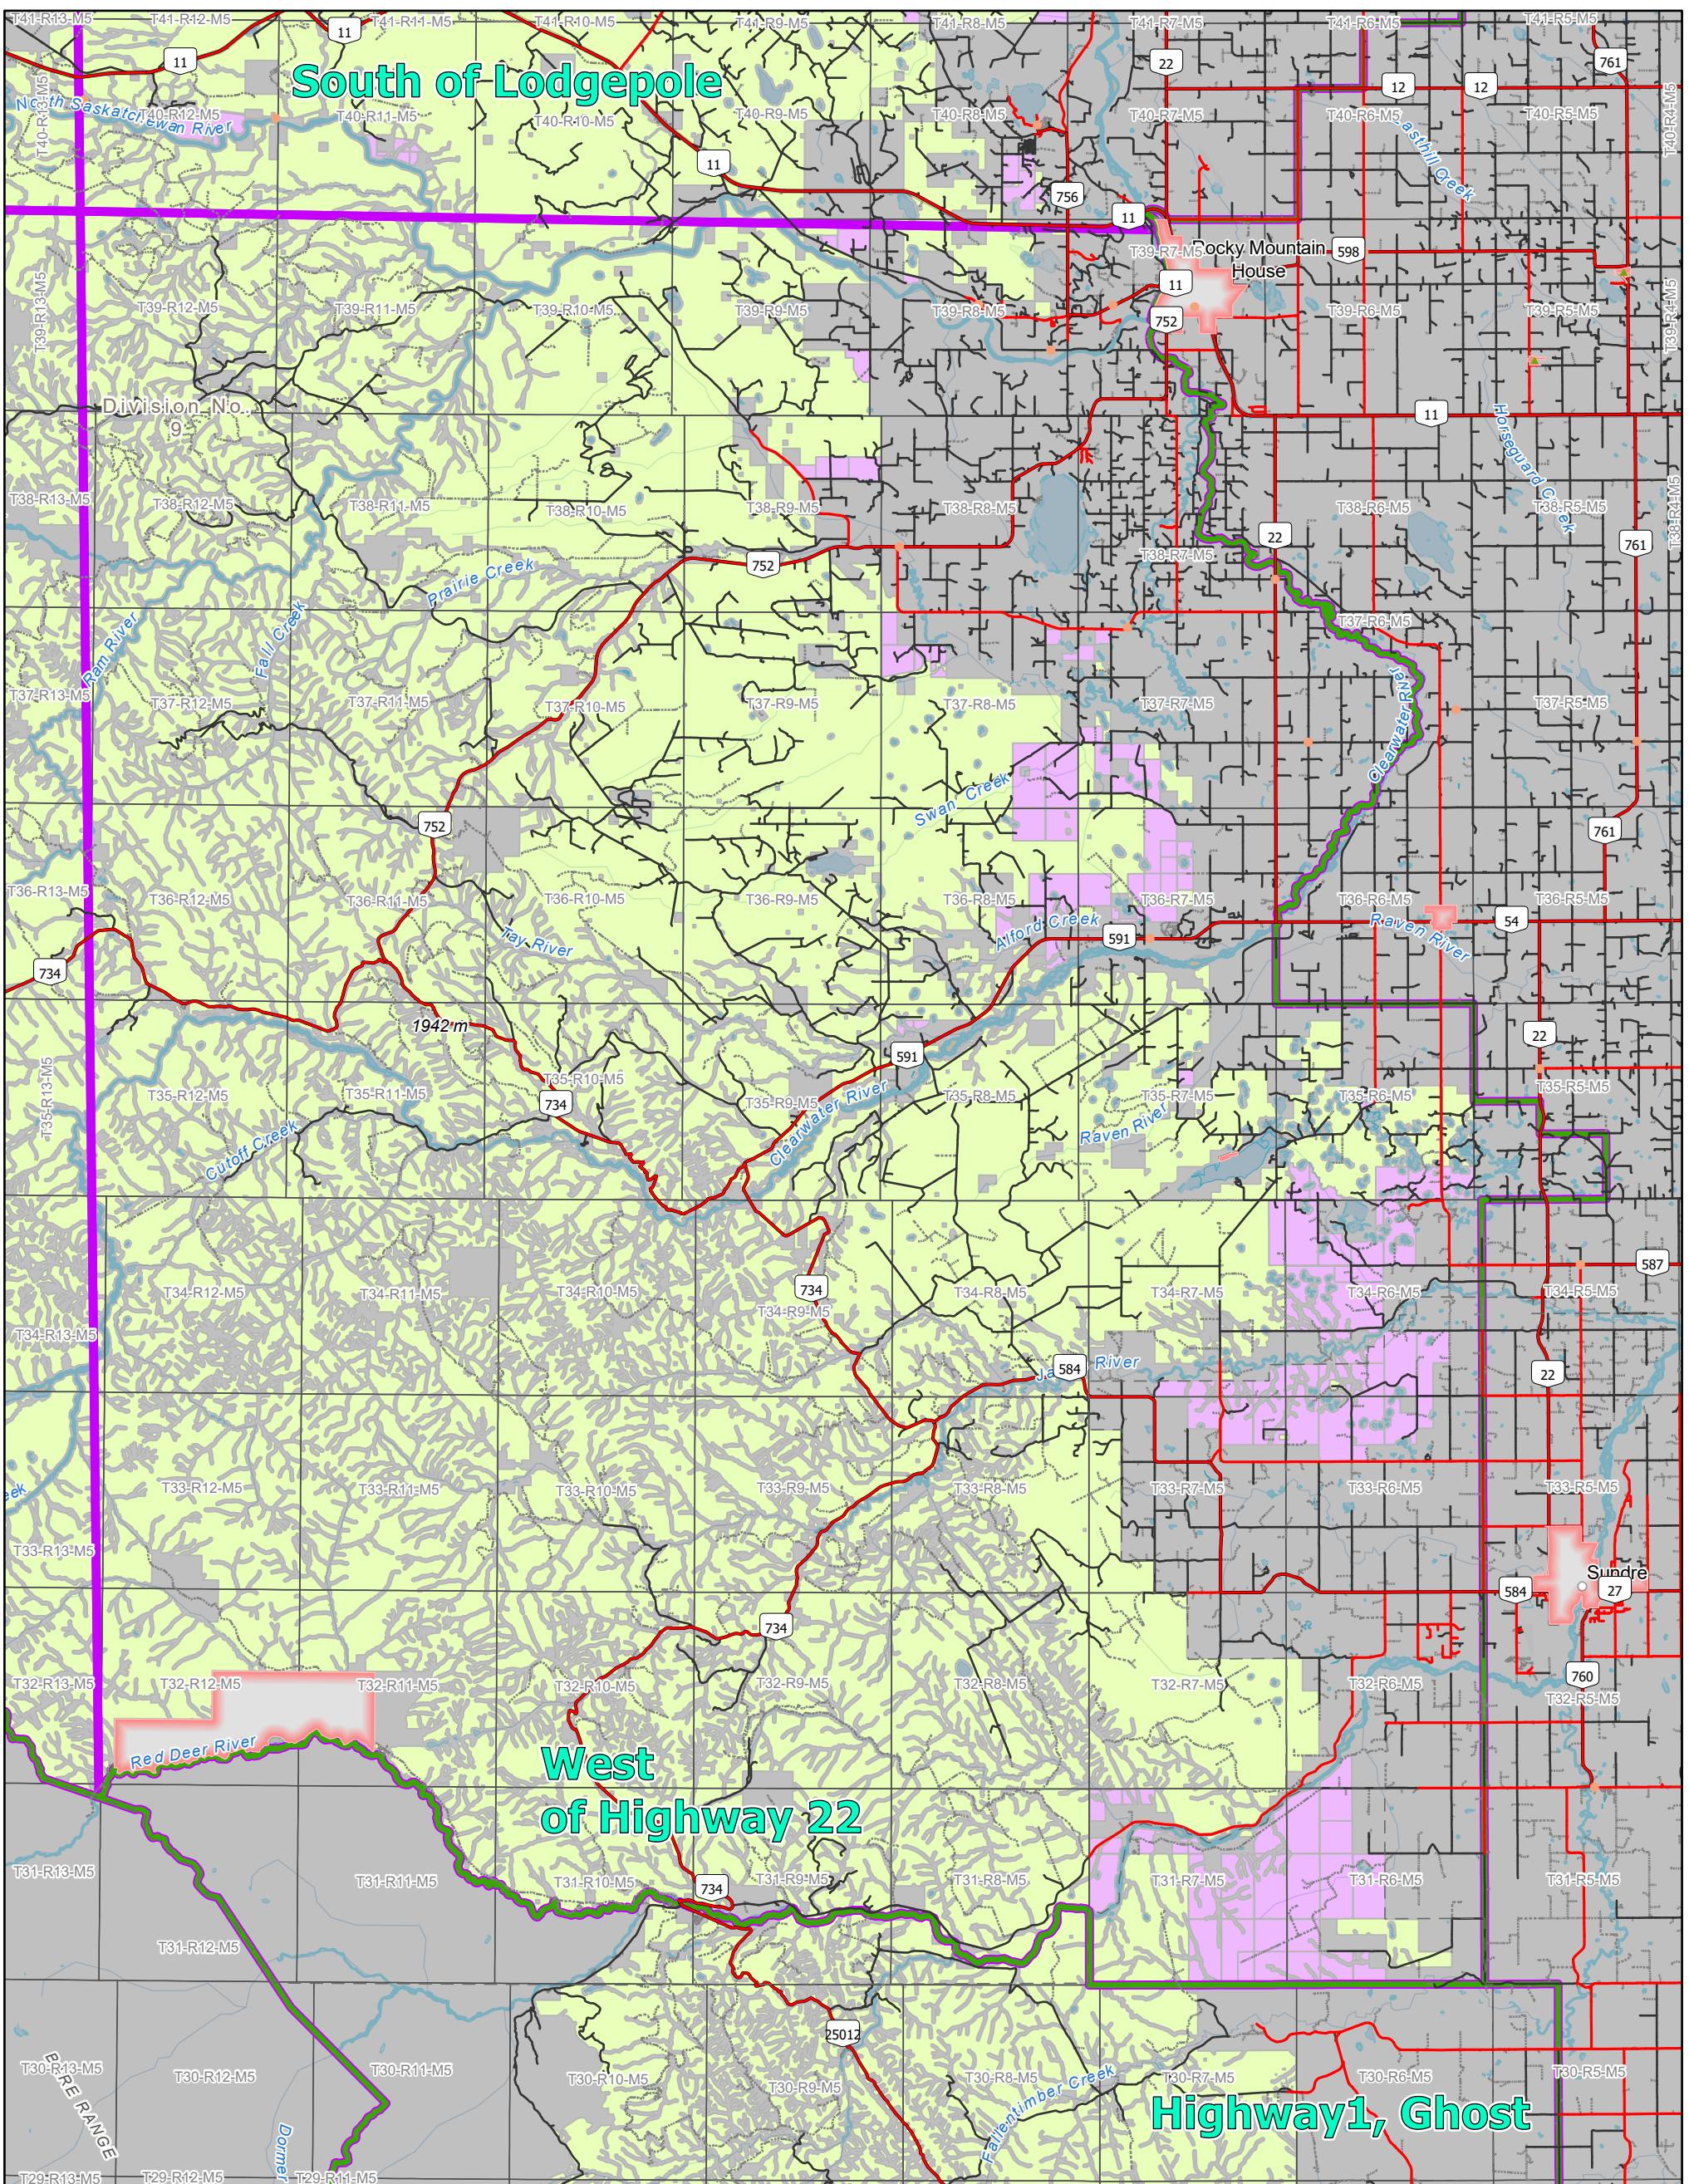 T41-R13-M5
T41-R12-M5
T41-R11-M5
T41-R10-M5
T41-R9-M5
T41-R8-M5
T41-R7-M5
T41-R6-M5
T41-R5-M5
11
11
22
761
South of Lodgepole
12
12
North Saskatchewan River
T40-R13-M5
T40-R12-M5
T40-R11-M5
T40-R10-M5
T40-R9-M5
T40-R8-M5
T40-R7-M5
T40-R6-M5
T40-R5-M5
T40-R4-M5
11
756
11
T39-R7-M5
Rocky Mountain
House
598
11
752
T39-R13-M5
T39-R12-M5
T39-R11-M5
T39-R10-M5
T39-R9-M5
T39-R8-M5
T39-R6-M5
T39-R5-M5
T39-R4-M5
Division No.
9
11
Horseguard Creek
T38-R13-M5
T38-R12-M5
T38-R11-M5
T38-R10-M5
T38-R9-M5
T38-R8-M5
T38-R7-M5
T38-R6-M5
T38-R5-M5
T38-R4-M5
22
761
752
Prairie Creek
Fall Creek
Ram River
T37-R6-M5
T37-R13-M5
T37-R12-M5
T37-R11-M5
T37-R10-M5
T37-R9-M5
T37-R8-M5
T37-R7-M5
T37-R5-M5
Clearwater River
Swan Creek
752
761
T36-R13-M5
T36-R12-M5
T36-R11-M5
T36-R10-M5
T36-R9-M5
T36-R8-M5
T36-R7-M5
T36-R6-M5
T36-R5-M5
Tay River
Alford Creek
591
54
Raven River
734
1942 m
591
22
T35-R13-M5
T35-R12-M5
T35-R11-M5
T35-R10-M5
T35-R9-M5
T35-R8-M5
T35-R7-M5
T35-R6-M5
T35-R5-M5
734
Cutoff Creek
Clearwater River
Raven River
587
T34-R13-M5
T34-R12-M5
T34-R11-M5
T34-R10-M5
734
T34-R9-M5
T34-R8-M5
T34-R7-M5
T34-R6-M5
T34-R5-M5
584
River
22
T33-R13-M5
T33-R12-M5
T33-R11-M5
T33-R10-M5
T33-R9-M5
T33-R8-M5
T33-R7-M5
T33-R6-M5
T33-R5-M5
Sundre
584
27
734
760
T32-R13-M5
T32-R12-M5
T32-R11-M5
T32-R10-M5
T32-R9-M5
T32-R8-M5
T32-R7-M5
T32-R6-M5
T32-R5-M5
Red Deer River
West
of Highway 22
T31-R13-M5
T31-R11-M5
T31-R10-M5
734
T31-R9-M5
T31-R8-M5
T31-R7-M5
T31-R6-M5
T31-R5-M5
T31-R12-M5
25012
T30-R13-M5
T30-R12-M5
T30-R11-M5
T30-R10-M5
T30-R9-M5
T30-R8-M5
T30-R7-M5
T30-R6-M5
T30-R5-M5
RANGE
Fallentimber Creek
Highway1, Ghost
T29-R13-M5
T29-R12-M5
T29-R11-M5